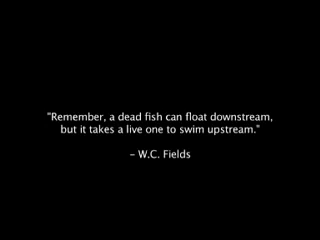 "Remember, a dead fish can float downstream,
but it takes a live one to swim upstream."
- W.C. Fields